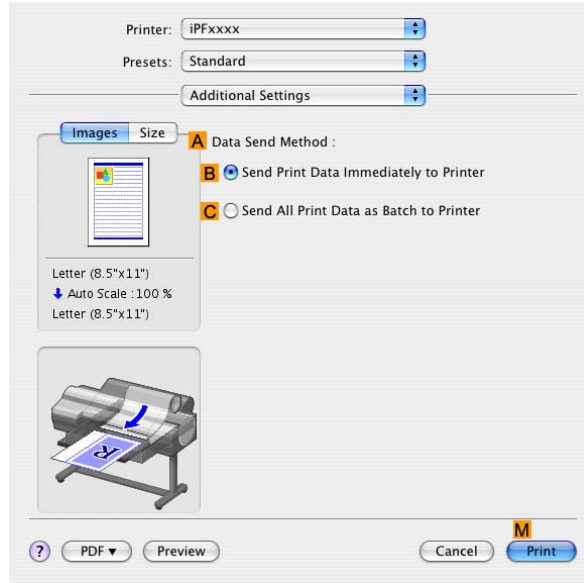 Printer: iPFxxxx
Presets: Standard
Additional Settings
Images Size
A Data Send Method :
B Send Print Data Immediately to Printer
C Send All Print Data as Batch to Printer
Letter (8.5"x11")
Auto Scale :100 %
Letter (8.5"x11")
R
M
? PDF▼ Preview Cancel Print